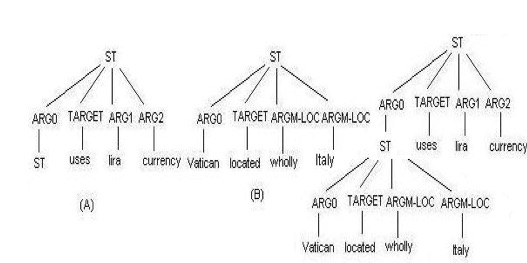 ST
ARG0 TARGET ARG1 ARG2
ST uses lira currency
(A)
ST
ARG0 TARGET ARGM-LOC ARGM-LOC
Vatican located wholly Italy
(B)
ST
ARG0 TARGET ARG1 ARG2
ST uses lira currency
ARG0 TARGET ARGM-LOC ARGM-LOC
Vatican located wholly Italy